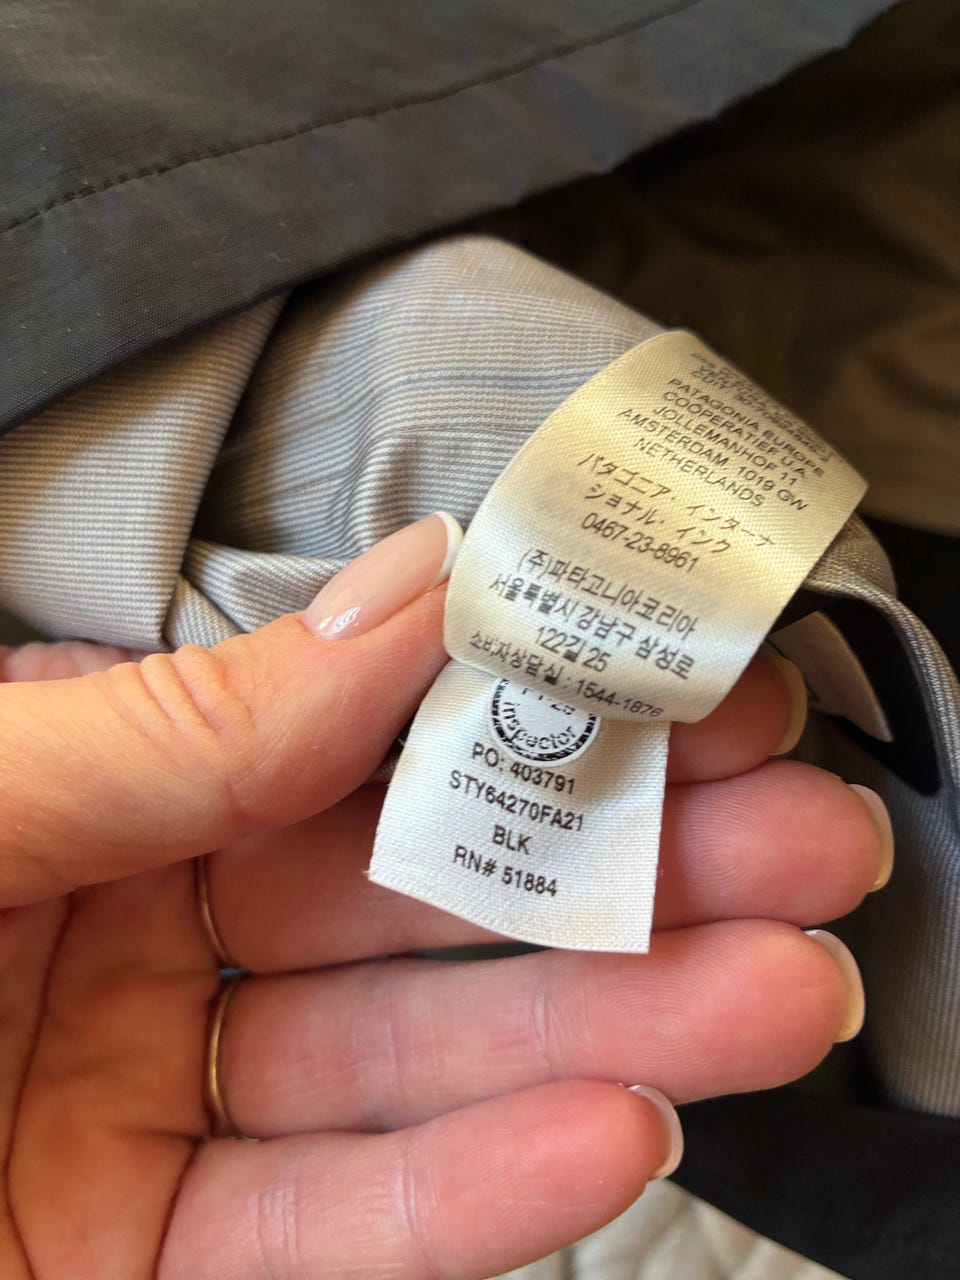 PATAGONIA EUROPE
COOPERATIEF U.A.
JOLLEMANHOF 11
AMSTERDAM, 1019 GW
NETHERLANDS
パタゴニア・インターナ
ショナル・インク
0467-23-8961
(주)파타고니아코리아
서울특별시 강남구 삼성로
122길 25
소비자상담실 : 1544-1876
inspector
PO: 403791
STY64270FA21
BLK
RN# 51884